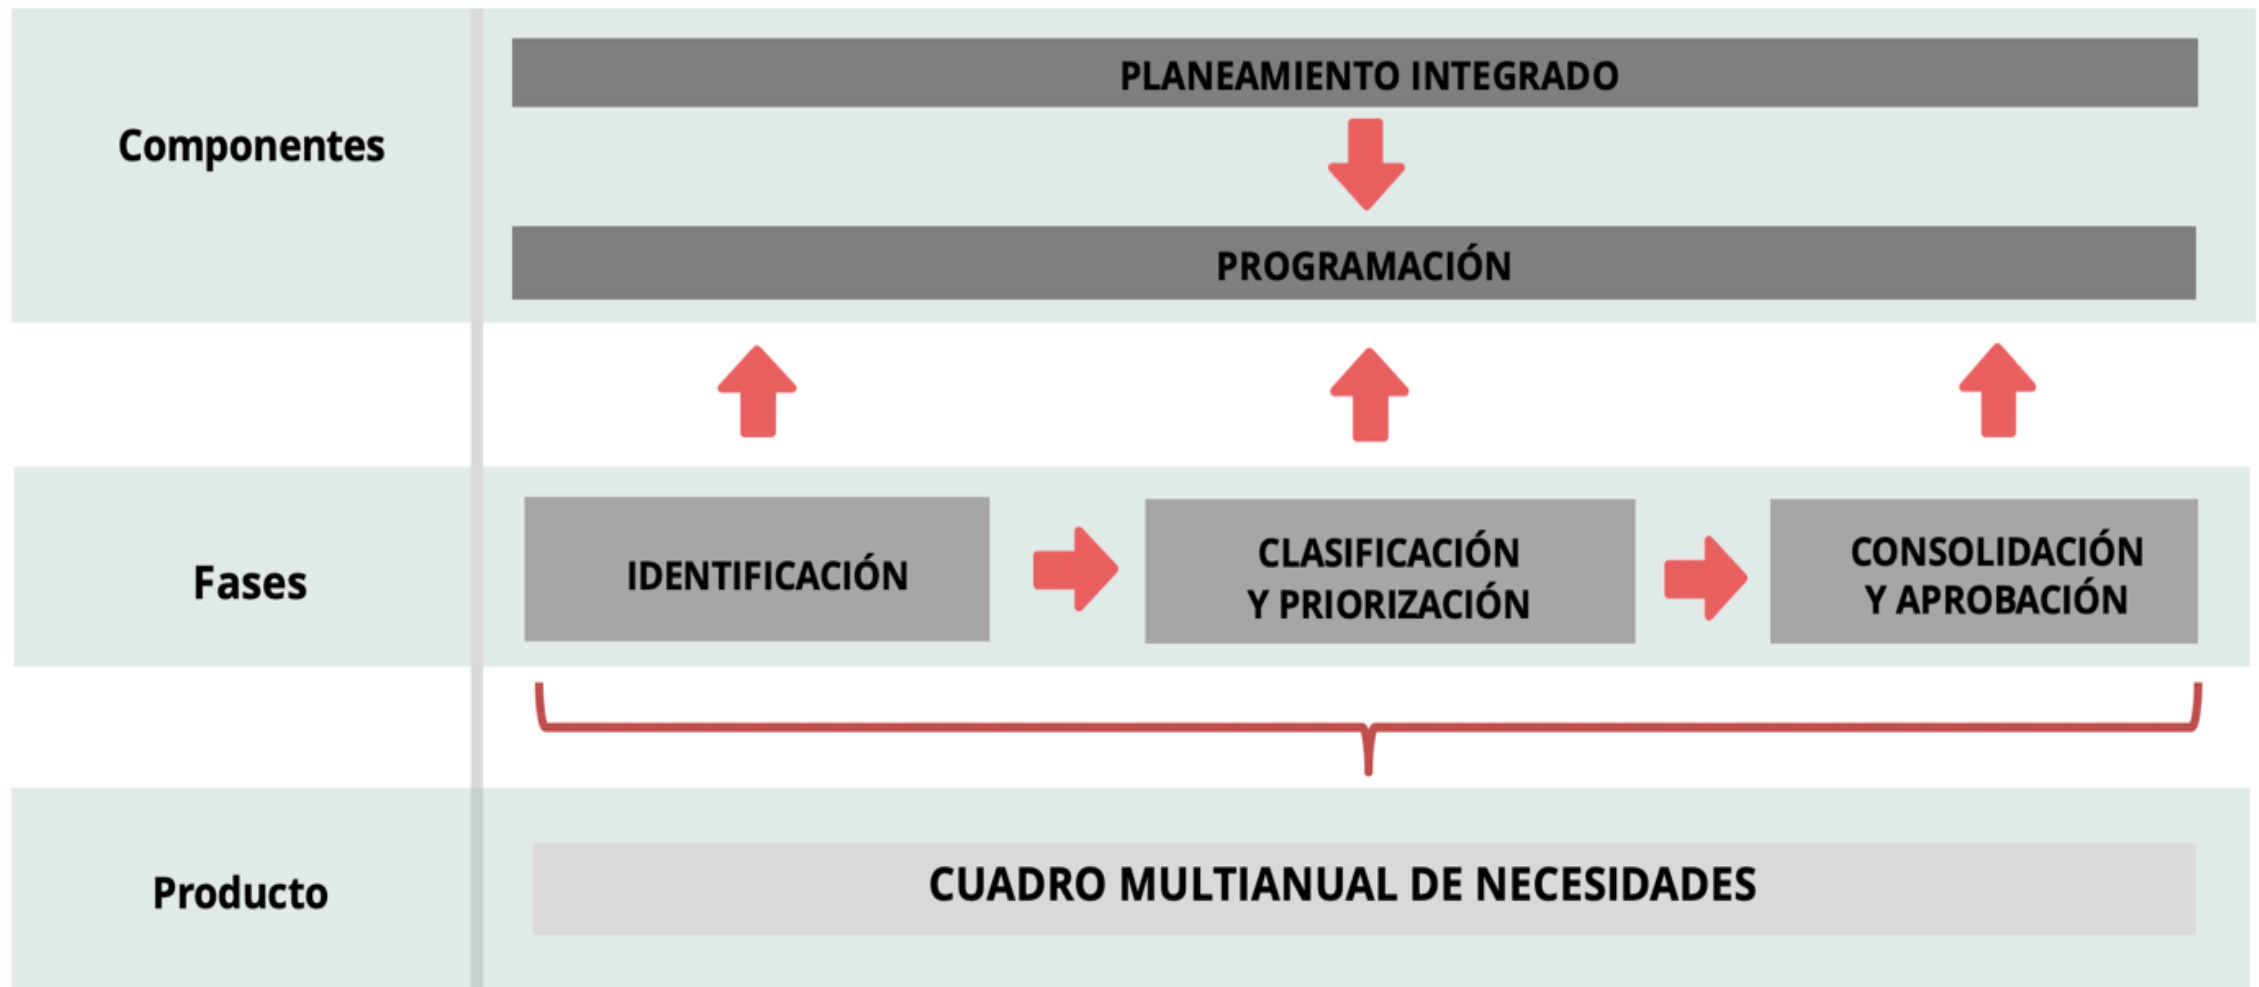 Componentes
PLANEAMIENTO INTEGRADO
PROGRAMACIÓN
Fases
IDENTIFICACIÓN
CLASIFICACIÓN
Y PRIORIZACIÓN
CONSOLIDACIÓN
Y APROBACIÓN
Producto
CUADRO MULTIANUAL DE NECESIDADES